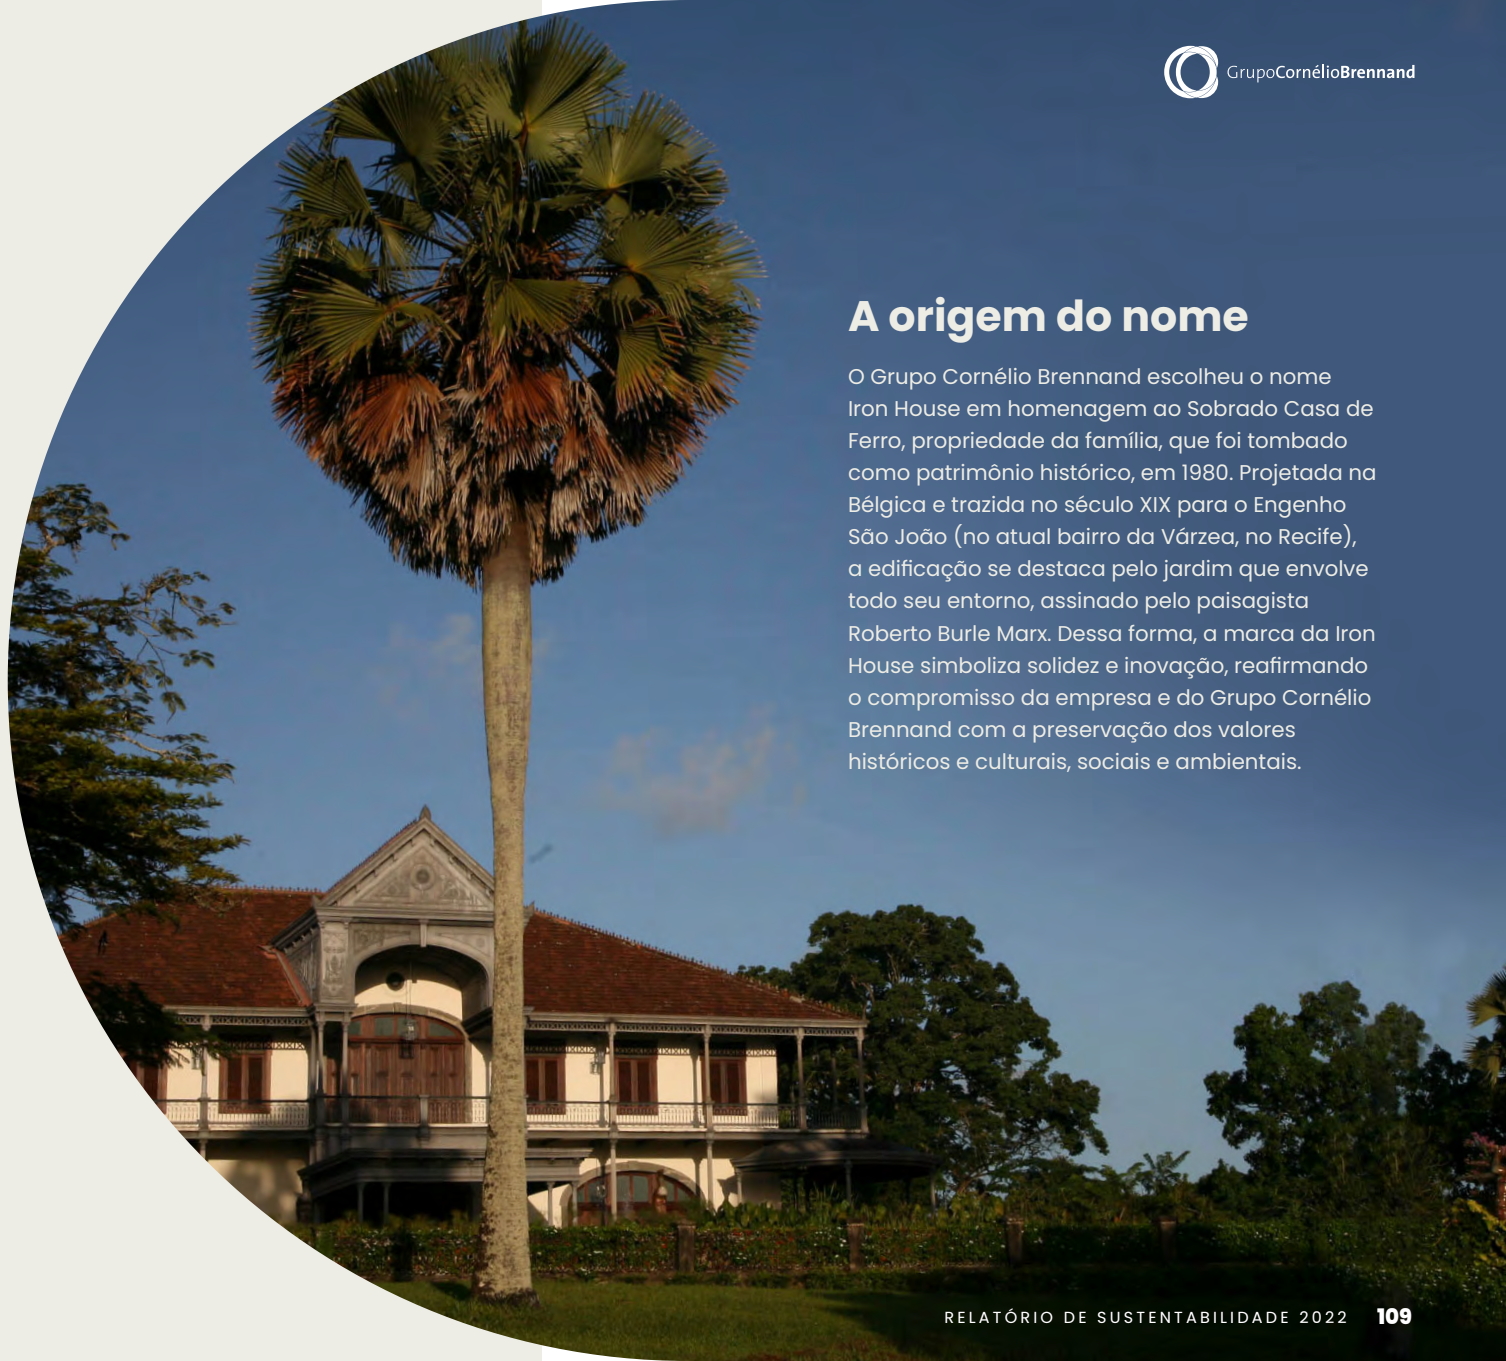 GrupoCornélioBrennand
A origem do nome
O Grupo Cornélio Brennand escolheu o nome
Iron House em homenagem ao Sobrado Casa de
Ferro, propriedade da família, que foi tombado
como patrimônio histórico, em 1980. Projetada na
Bélgica e trazida no século XIX para o Engenho
São João (no atual bairro da Várzea, no Recife),
a edificação se destaca pelo jardim que envolve
todo seu entorno, assinado pelo paisagista
Roberto Burle Marx. Dessa forma, a marca da Iron
House simboliza solidez e inovação, reafirmando
o compromisso da empresa e do Grupo Cornélio
Brennand com a preservação dos valores
históricos e culturais, sociais e ambientais.
RELATÓRIO DE SUSTENTABILIDADE 2022 109